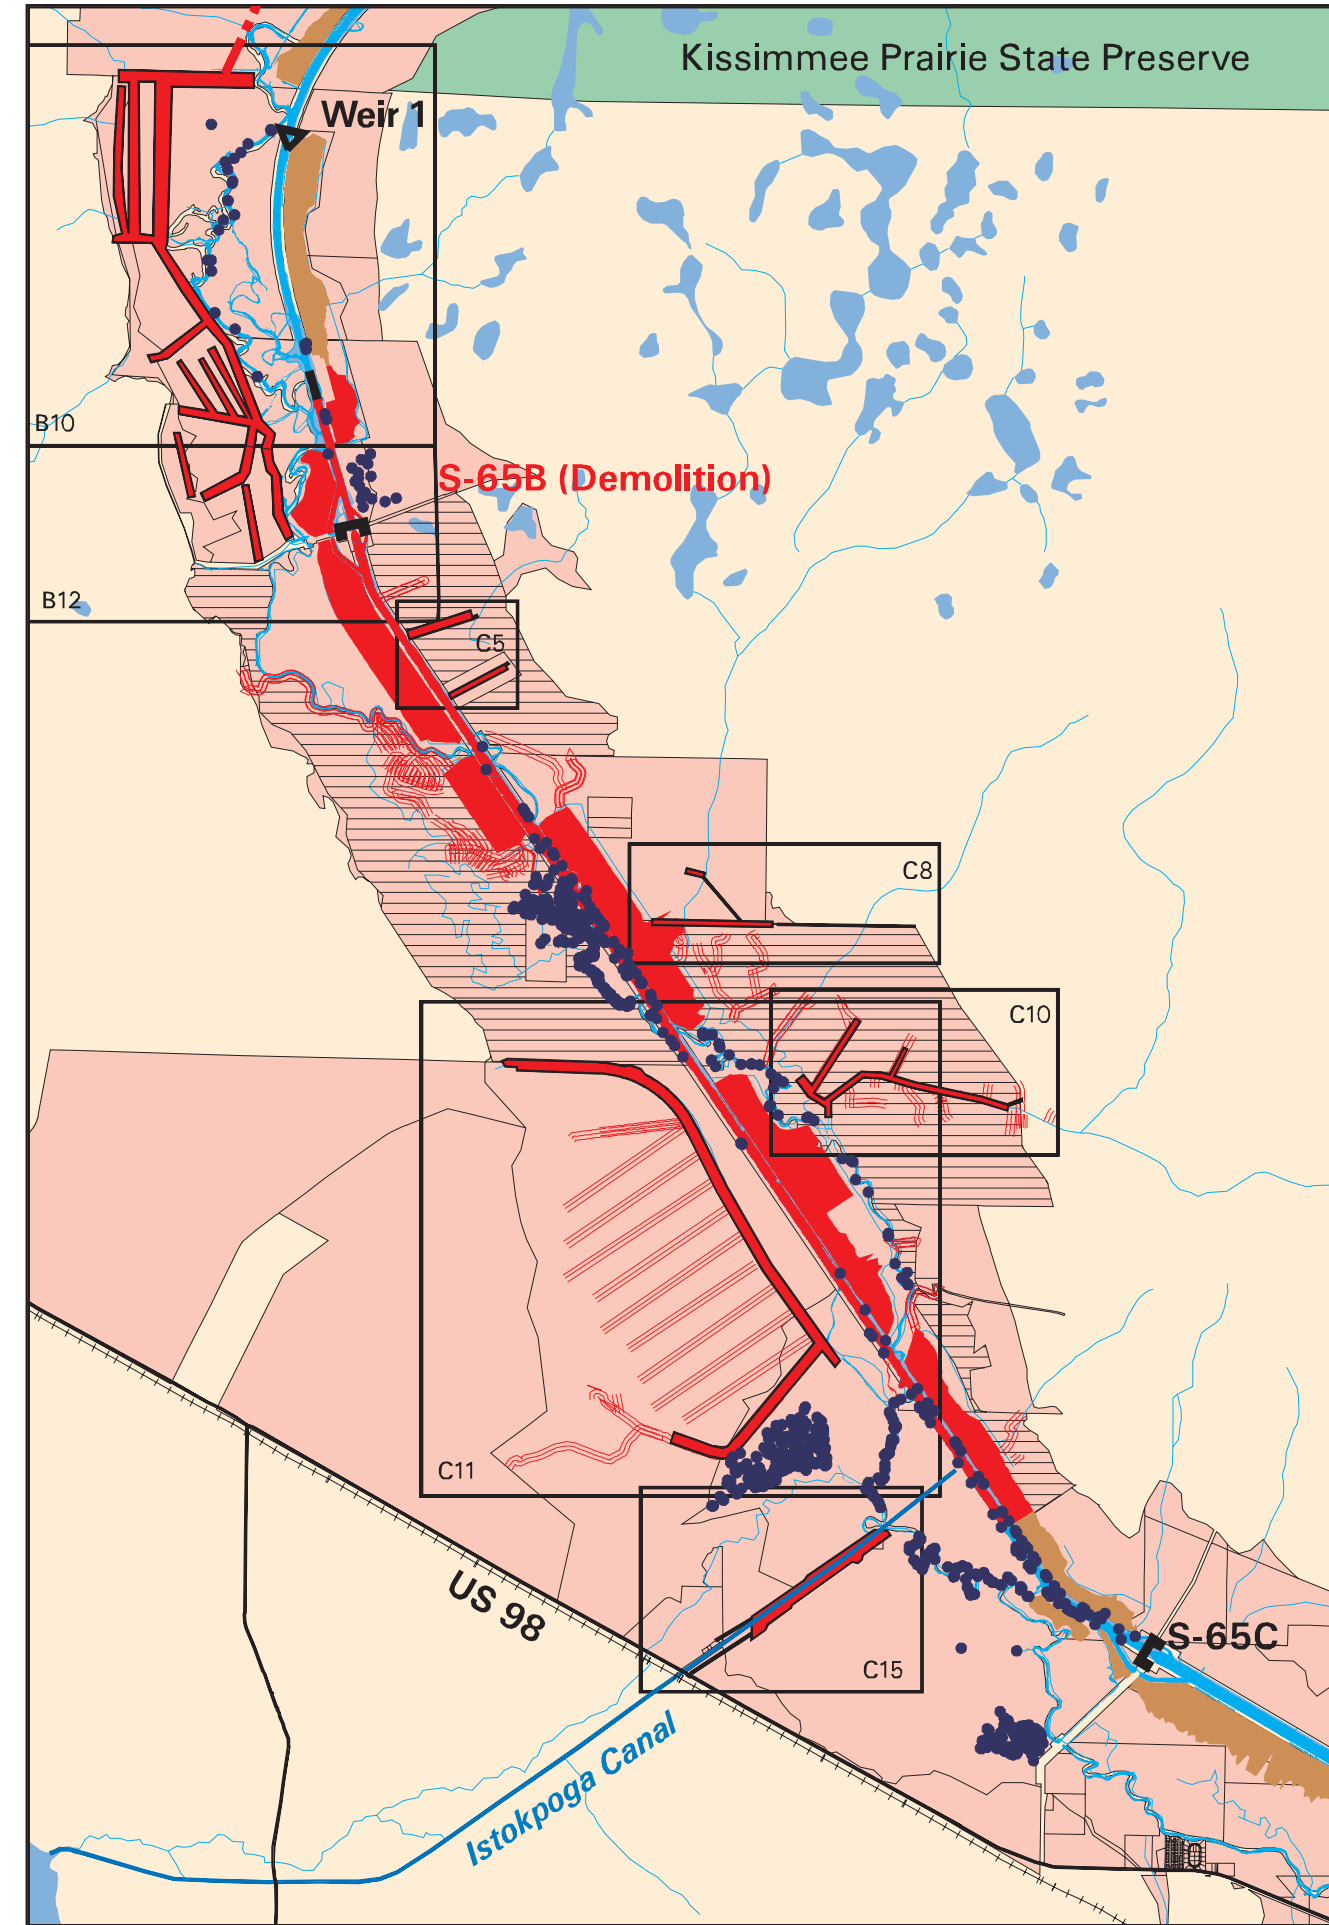 Kissimmee Prairie State Preserve
Weir 1
B10
S-65B (Demolition)
B12
C5
C8
C10
C11
US 98
S-65C
C15
Istokpoga Canal